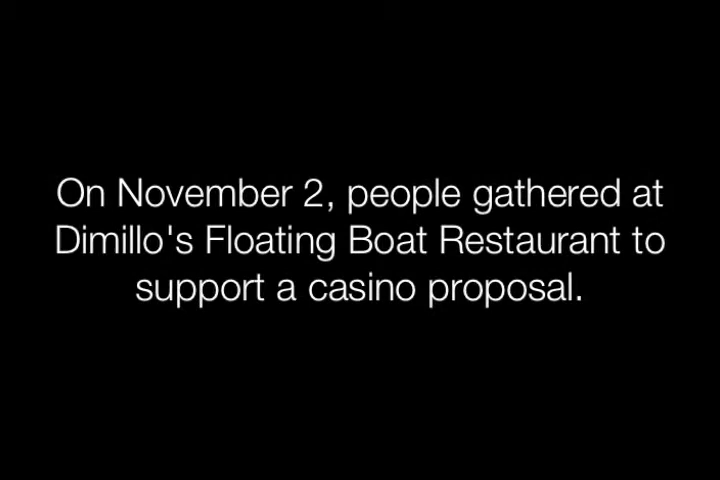 On November 2, people gathered at
Dimillo's Floating Boat Restaurant to
support a casino proposal.